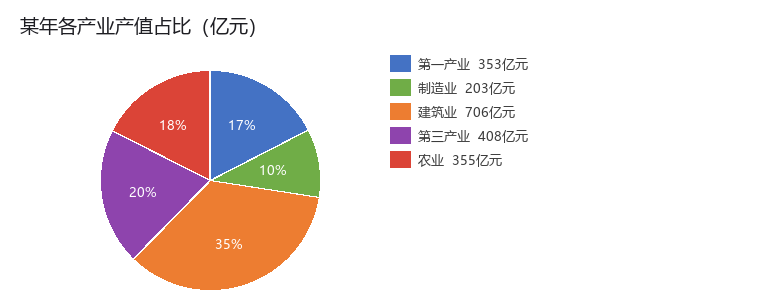 某年各产业产值占比（亿元）
第一产业 353亿元
制造业 203亿元
建筑业 706亿元
第三产业 408亿元
农业 355亿元
18%
17%
10%
20%
35%